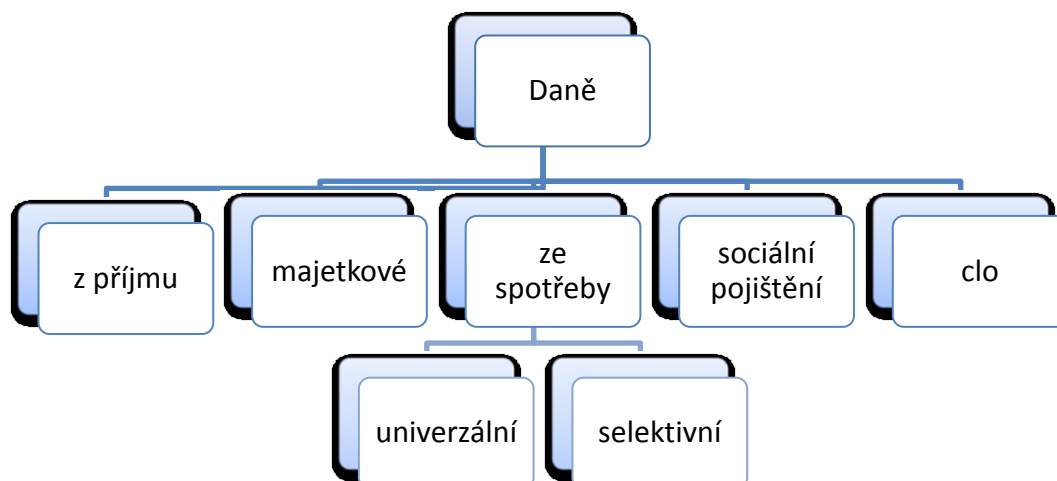 Daně
z příjmu
majetkové
ze
spotřeby
sociální
pojištění
clo
univerzální
selektivní